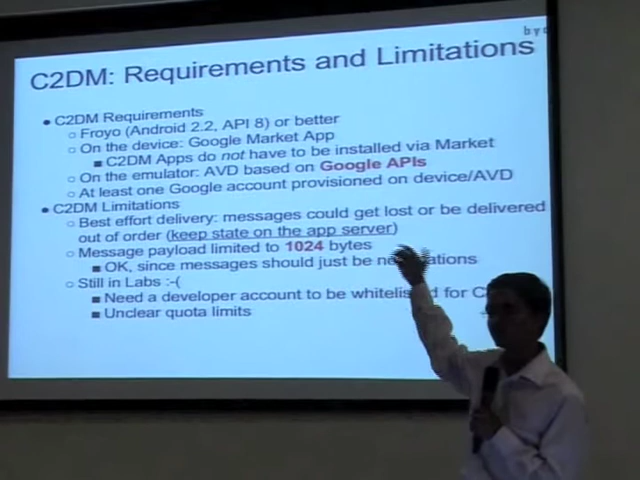 byo
C2DM: Requirements and Limitations
● C2DM Requirements
○ Froyo (Android 2.2, API 8) or better
○ On the device: Google Market App
■ C2DM Apps do not have to be installed via Market
○ On the emulator: AVD based on Google APIs
○ At least one Google account provisioned on device/AVD
● C2DM Limitations
○ Best effort delivery: messages could get lost or be delivered
out of order (keep state on the app server)
○ Message payload limited to 1024 bytes
■ OK, since messages should just be
○ Still in Labs :-(
■ Need a developer account to be for
■ Unclear quota limits